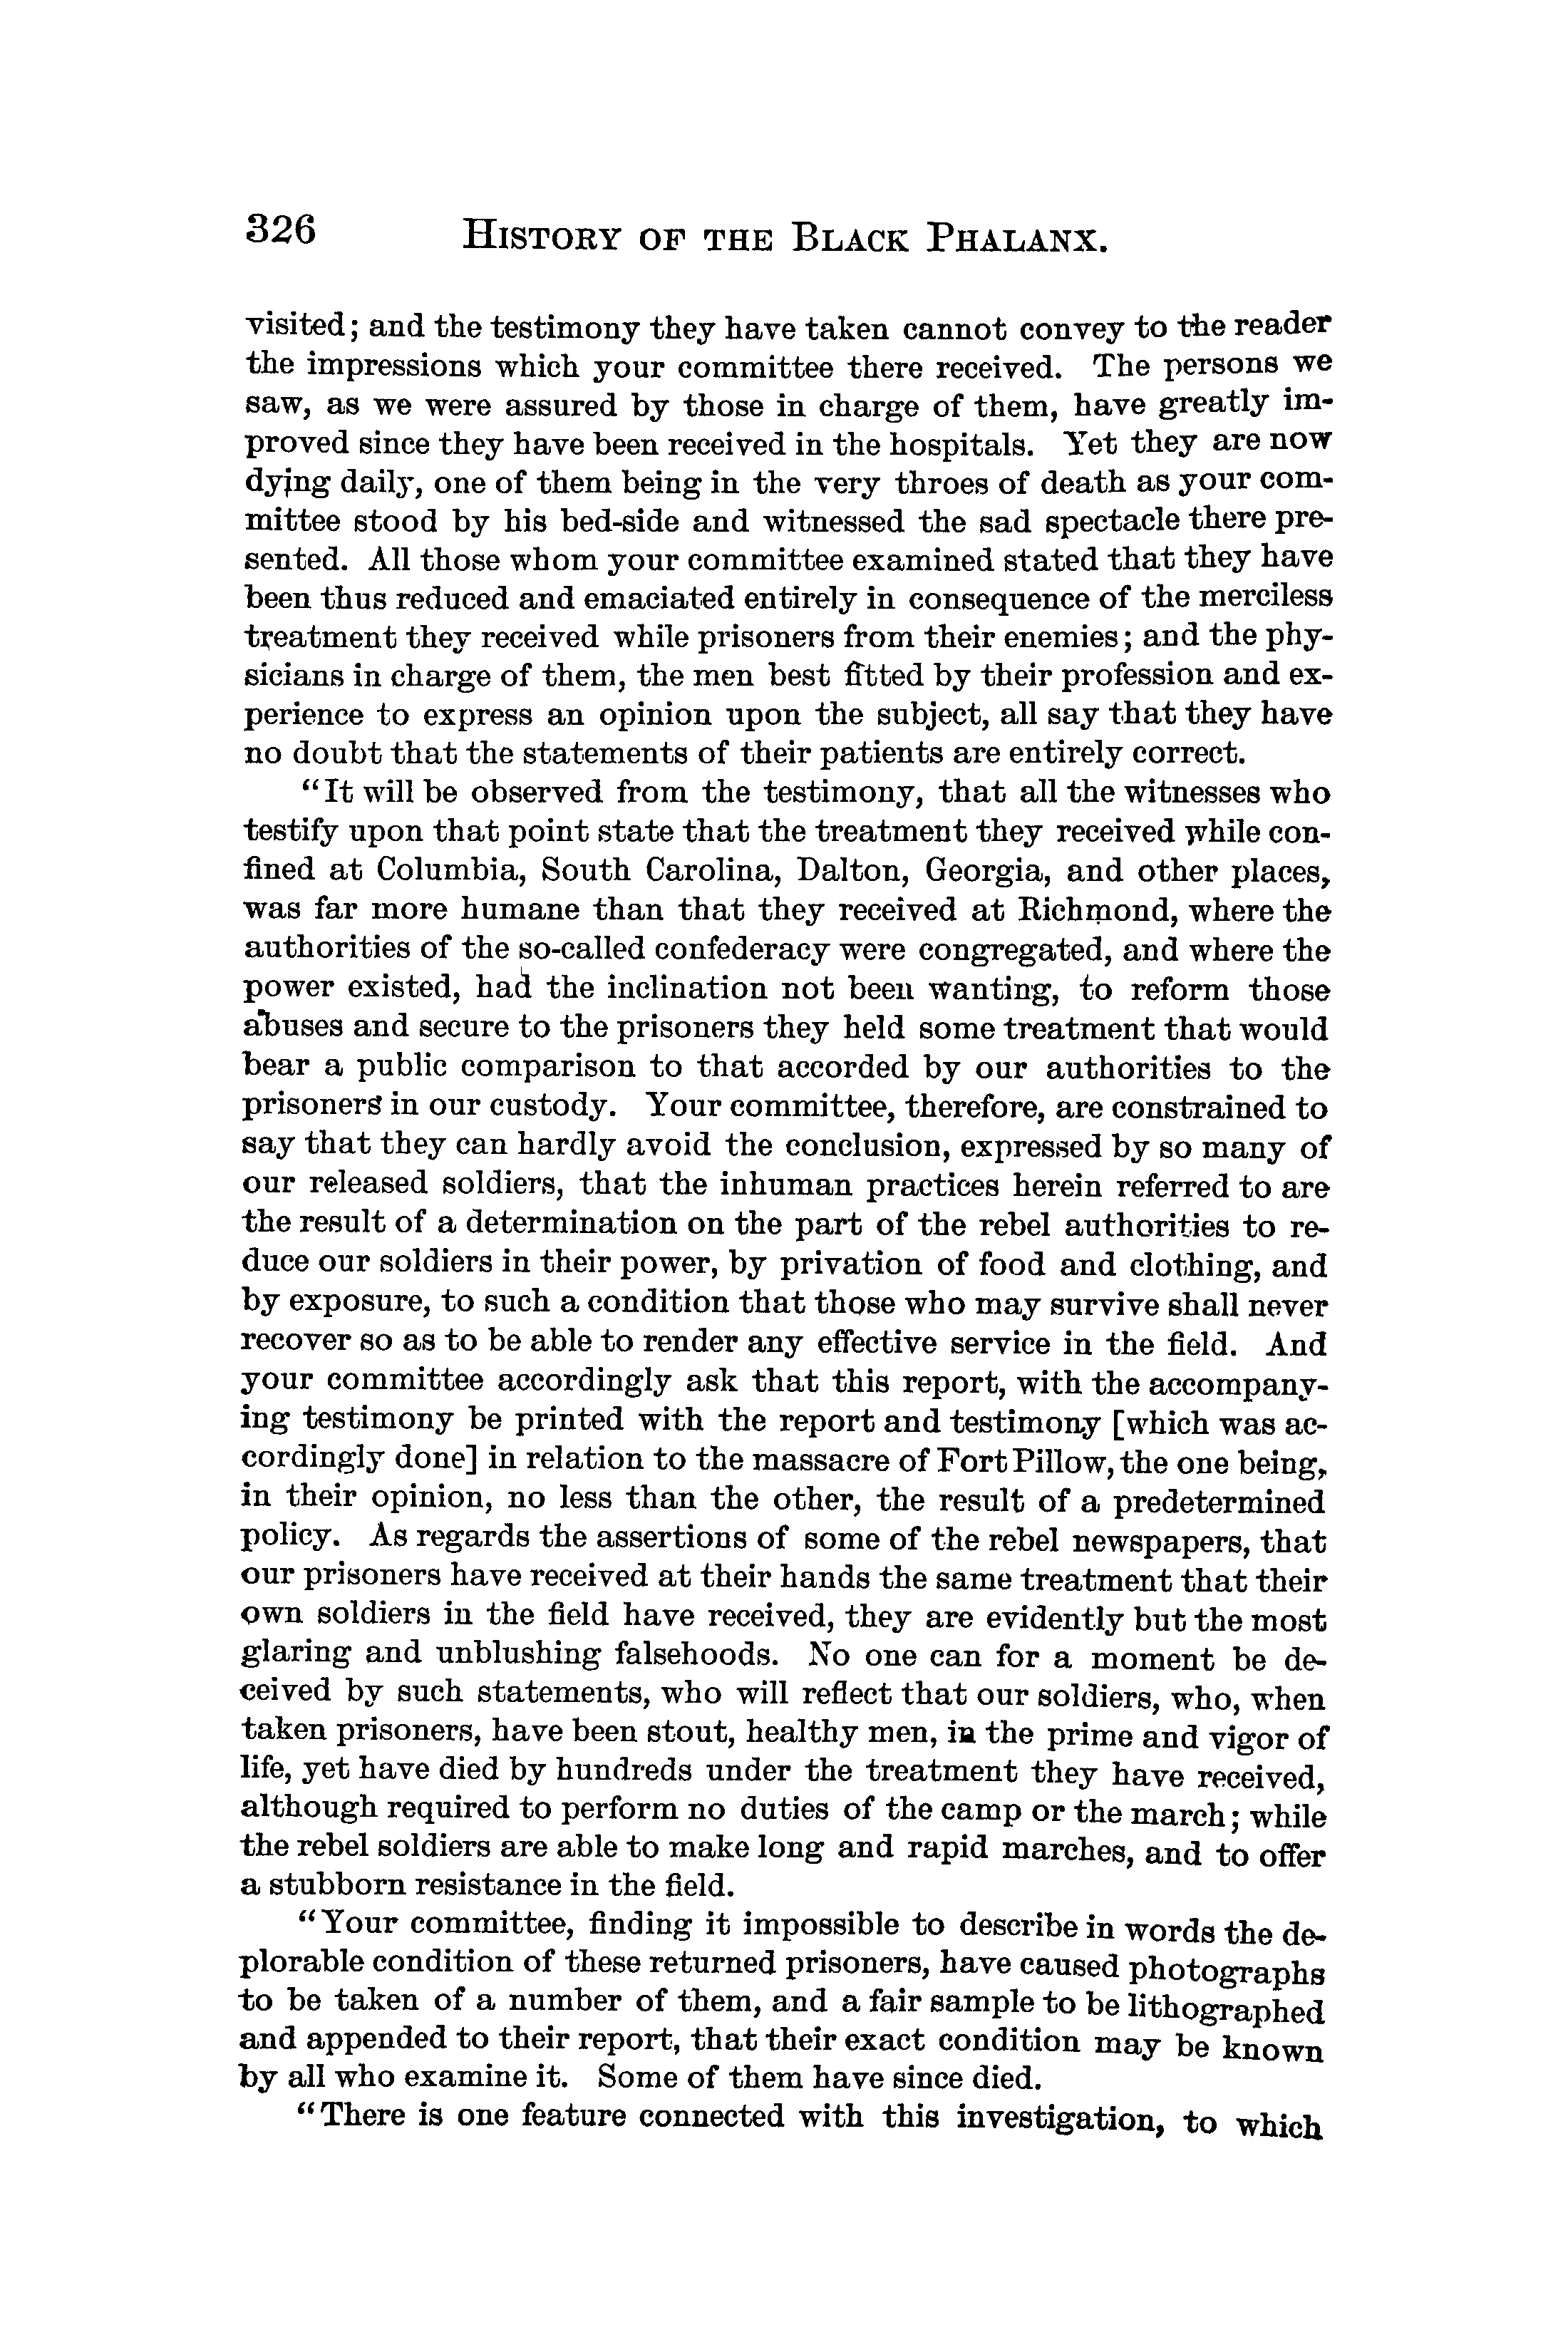 326 HISTORY OF THE BLACK PHALANX.
visited; and the testimony they have taken cannot convey to the reader
the impressions which your committee there received. The persons we
saw, as we were assured by those in charge of them, have greatly im-
proved since they have been received in the hospitals. Yet they are now
dying daily, one of them being in the very throes of death as your com-
mittee stood by his bed-side and witnessed the sad spectacle there pre-
sented. All those whom your committee examined stated that they have
been thus reduced and emaciated entirely in consequence of the merciless
treatment they received while prisoners from their enemies; and the phy-
sicians in charge of them, the men best fitted by their profession and ex-
perience to express an opinion upon the subject, all say that they have
no doubt that the statements of their patients are entirely correct.
"It will be observed from the testimony, that all the witnesses who
testify upon that point state that the treatment they received while con-
fined at Columbia, South Carolina, Dalton, Georgia, and other places,
was far more humane than that they received at Richmond, where the
authorities of the so-called confederacy were congregated, and where the
power existed, had the inclination not been wanting, to reform those
abuses and secure to the prisoners they held some treatment that would
bear a public comparison to that accorded by our authorities to the
prisoners in our custody. Your committee, therefore, are constrained to
say that they can hardly avoid the conclusion, expressed by so many of
our released soldiers, that the inhuman practices herein referred to are
the result of a determination on the part of the rebel authorities to re-
duce our soldiers in their power, by privation of food and clothing, and
by exposure, to such a condition that those who may survive shall never
recover so as to be able to render any effective service in the field. And
your committee accordingly ask that this report, with the accompany-
ing testimony be printed with the report and testimony [which was ac-
cordingly done] in relation to the massacre of Fort Pillow, the one being,
in their opinion, no less than the other, the result of a predetermined
policy. As regards the assertions of some of the rebel newspapers, that
our prisoners have received at their hands the same treatment that their
own soldiers in the field have received, they are evidently but the most
glaring and unblushing falsehoods. No one can for a moment be de-
ceived by such statements, who will reflect that our soldiers, who, when
taken prisoners, have been stout, healthy men, in the prime and vigor of
life, yet have died by hundreds under the treatment they have received,
although required to perform no duties of the camp or the march; while
the rebel soldiers are able to make long and rapid marches, and to offer
a stubborn resistance in the field.
"Your committee, finding it impossible to describe in words the de-
plorable condition of these returned prisoners, have caused photographs
to be taken of a number of them, and a fair sample to be lithographed
and appended to their report, that their exact condition may be known
by all who examine it. Some of them have since died.
"There is one feature connected with this investigation, to which